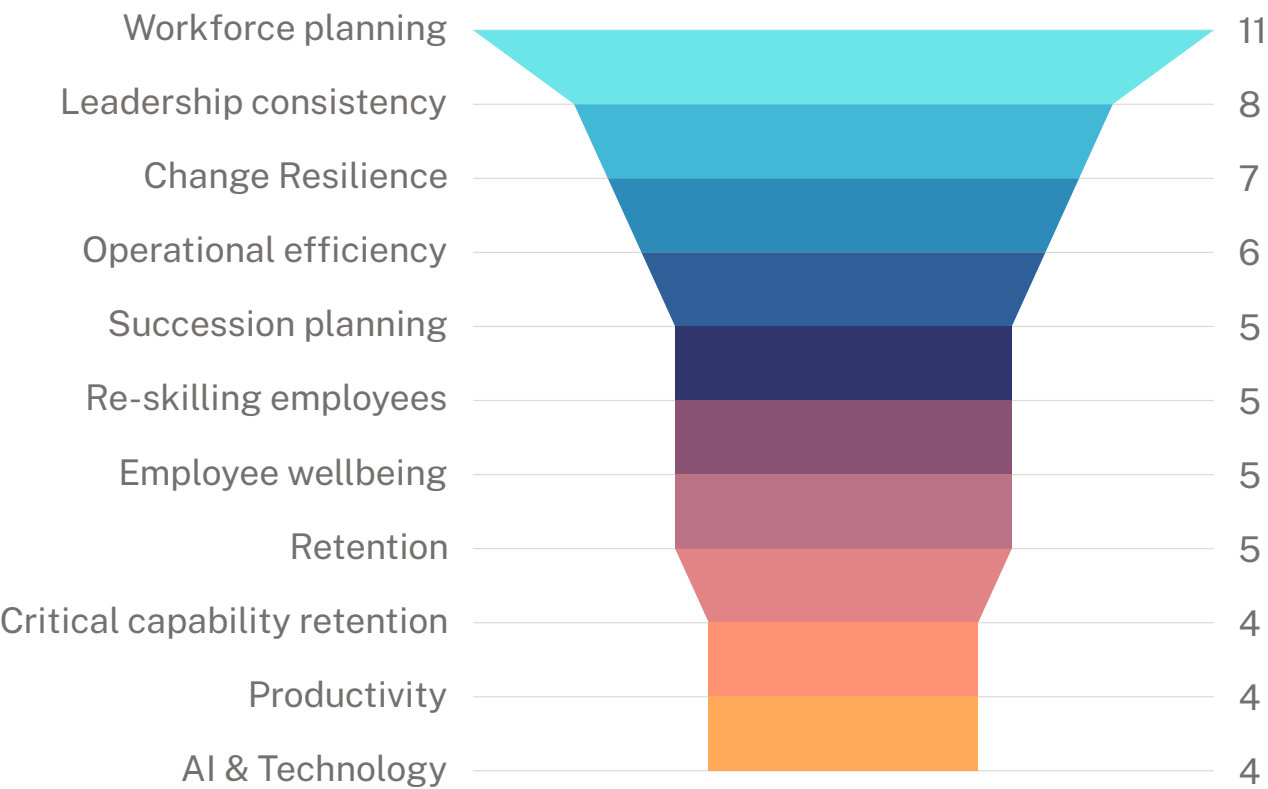 Workforce planning 11
Leadership consistency 8
Change Resilience 7
Operational efficiency 6
Succession planning 5
Re-skilling employees 5
Employee wellbeing 5
Retention 5
Critical capability retention 4
Productivity 4
AI & Technology 4